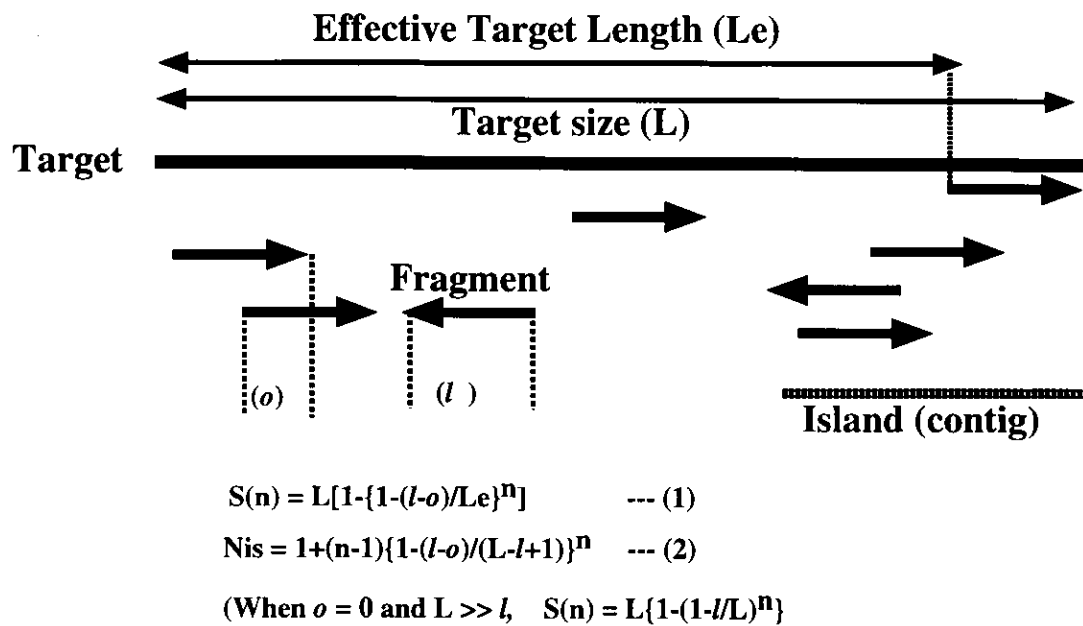 Effective Target Length (Le)
Target size (L)
Target
Fragment
(o)
(l )
Island (contig)
S(n) = L[1-{1-(l-o)/Le}ⁿ] --- (1)
Nis = 1+(n-1){1-(l-o)/(L-l+1)}ⁿ --- (2)
(When o = 0 and L >> l, S(n) = L{1-(1-l/L)ⁿ}